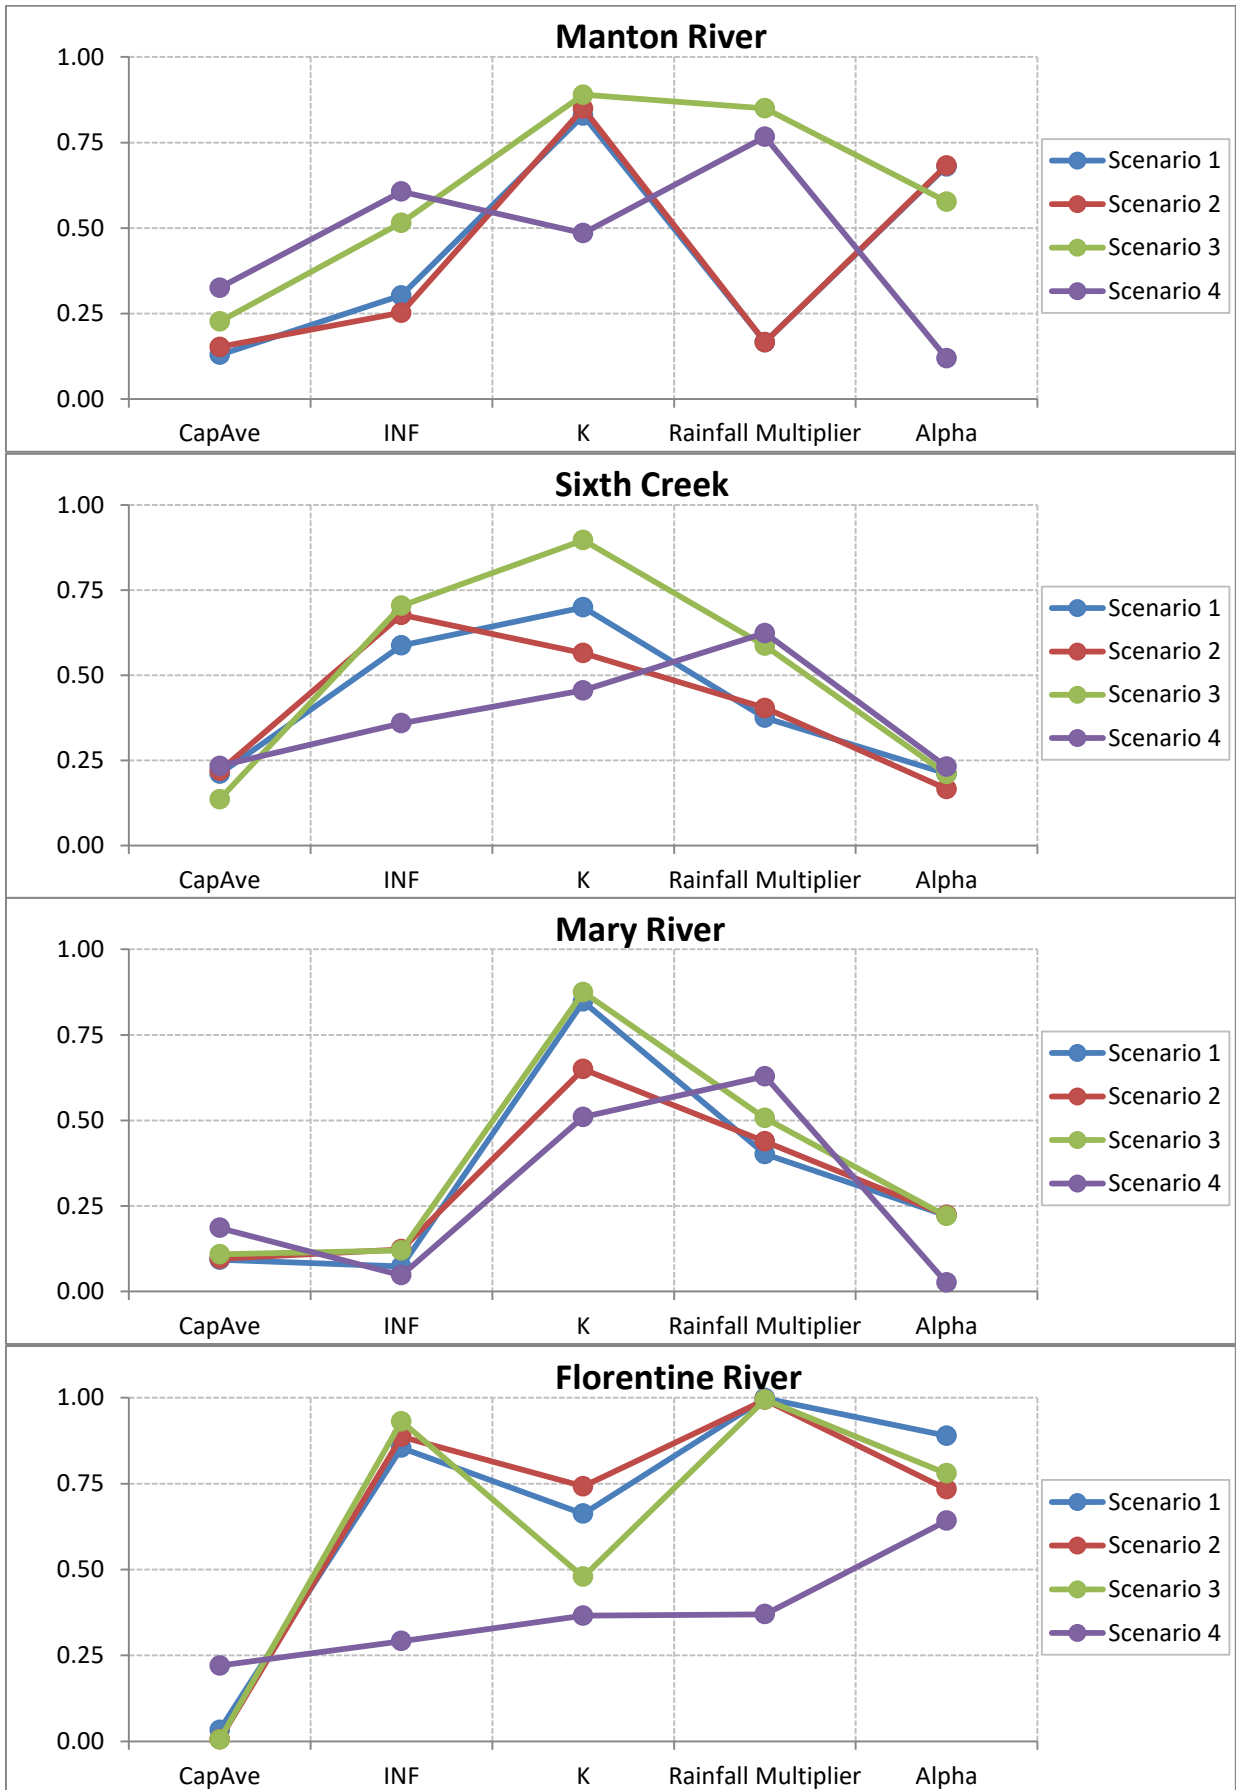 Manton River
1.00
0.75
0.50
0.25
0.00
CapAve INF K Rainfall Multiplier Alpha
Scenario 1
Scenario 2
Scenario 3
Scenario 4
Sixth Creek
1.00
0.75
0.50
0.25
0.00
CapAve INF K Rainfall Multiplier Alpha
Scenario 1
Scenario 2
Scenario 3
Scenario 4
Mary River
1.00
0.75
0.50
0.25
0.00
CapAve INF K Rainfall Multiplier Alpha
Scenario 1
Scenario 2
Scenario 3
Scenario 4
Florentine River
1.00
0.75
0.50
0.25
0.00
CapAve INF K Rainfall Multiplier Alpha
Scenario 1
Scenario 2
Scenario 3
Scenario 4